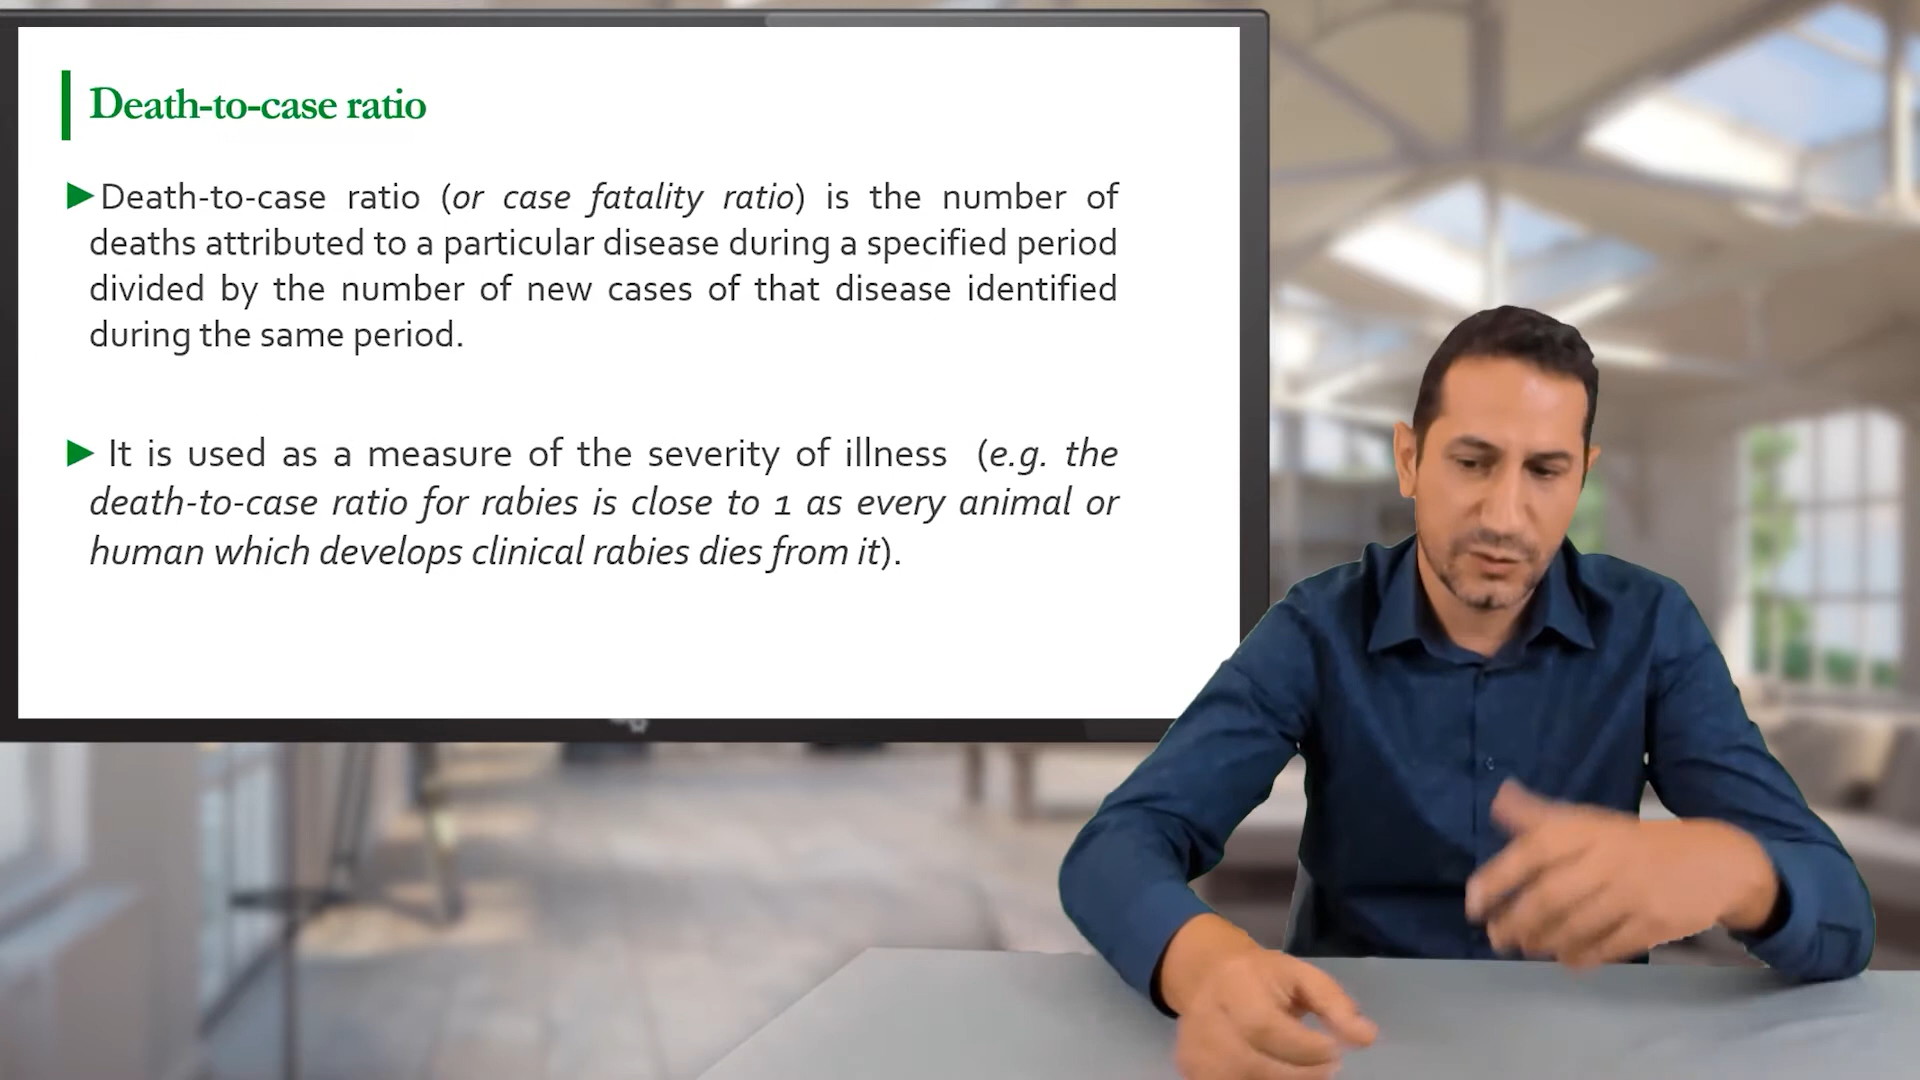 Death-to-case ratio
►Death-to-case ratio (or case fatality ratio) is the number of
deaths attributed to a particular disease during a specified period
divided by the number of new cases of that disease identified
during the same period.
► It is used as a measure of the severity of illness (e.g. the
death-to-case ratio for rabies is close to 1 as every animal or
human which develops clinical rabies dies from it).